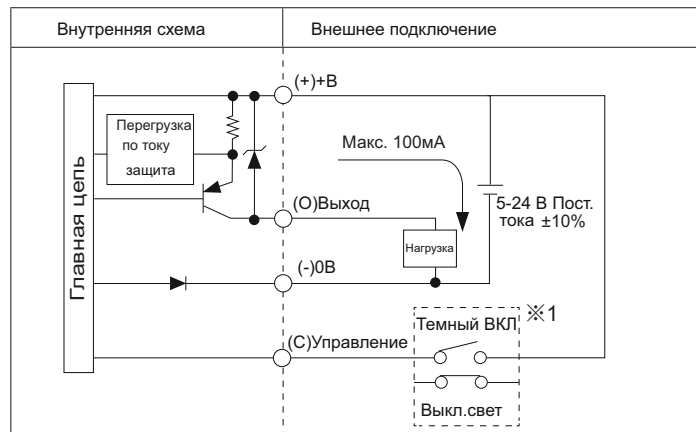 Внутренняя схема
Внешнее подключение
(+)+В
Перегрузка
по току
защита
Макс. 100мА
Главная цепь
5-24 В Пост.
тока ±10%
(О)Выход
Нагрузка
(-)0В
※1
Темный ВКЛ
(С)Управление
Выкл.свет